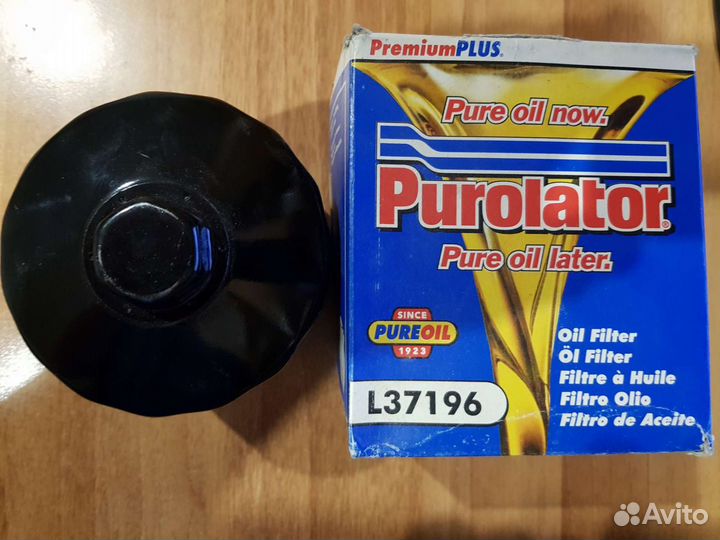 PremiumPLUS®
Pure oil now.
Purolator®
Pure oil later.
SINCE
PUREOIL
1923
Oil Filter
Öl Filter
Filtre à Huile
Filtro Olio
Filtro de Aceite
L37196
Avito